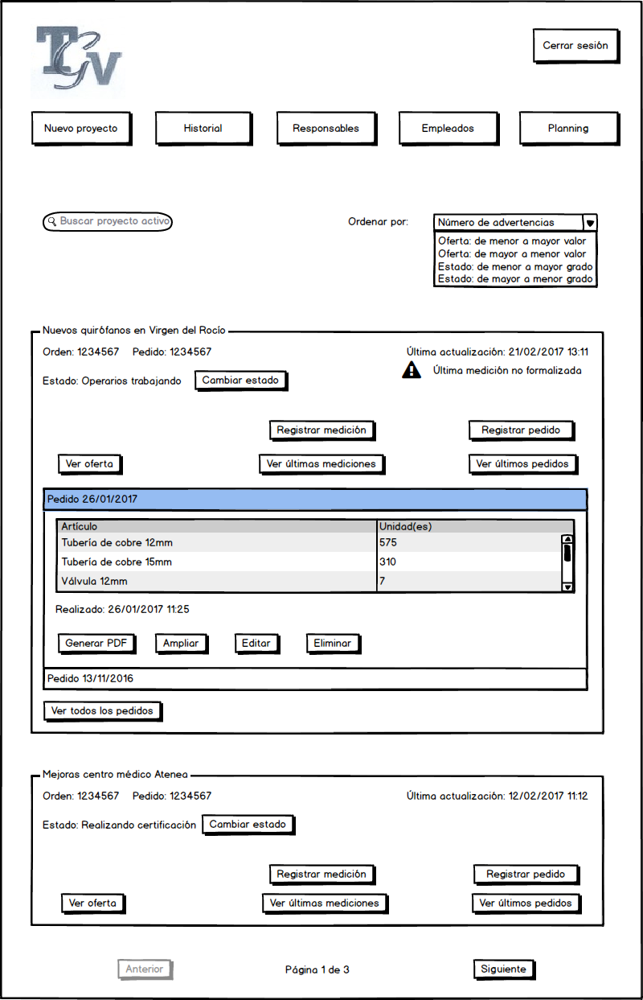 TGV
Cerrar sesión
Nuevo proyecto
Historial
Responsables
Empleados
Planning
Buscar proyecto activo
Ordenar por:
Número de advertencias
Oferta: de menor a mayor valor
Oferta: de mayor a menor valor
Estado: de menor a mayor grado
Estado: de mayor a menor grado
Nuevos quirófanos en Virgen del Rocío
Orden: 1234567 Pedido: 1234567
Última actualización: 21/02/2017 13:11
Última medición no formalizada
Estado: Operarios trabajando
Cambiar estado
Registrar medición
Registrar pedido
Ver oferta
Ver últimas mediciones
Ver últimos pedidos
Pedido 26/01/2017
Artículo Unidad(es)
Tubería de cobre 12mm 575
Tubería de cobre 15mm 310
Válvula 12mm 7
Realizado: 26/01/2017 11:25
Generar PDF
Ampliar
Editar
Eliminar
Pedido 13/11/2016
Ver todos los pedidos
Mejoras centro médico Atenea
Orden: 1234567 Pedido: 1234567
Última actualización: 12/02/2017 11:12
Estado: Realizando certificación
Cambiar estado
Registrar medición
Registrar pedido
Ver oferta
Ver últimas mediciones
Ver últimos pedidos
Anterior
Página 1 de 3
Siguiente